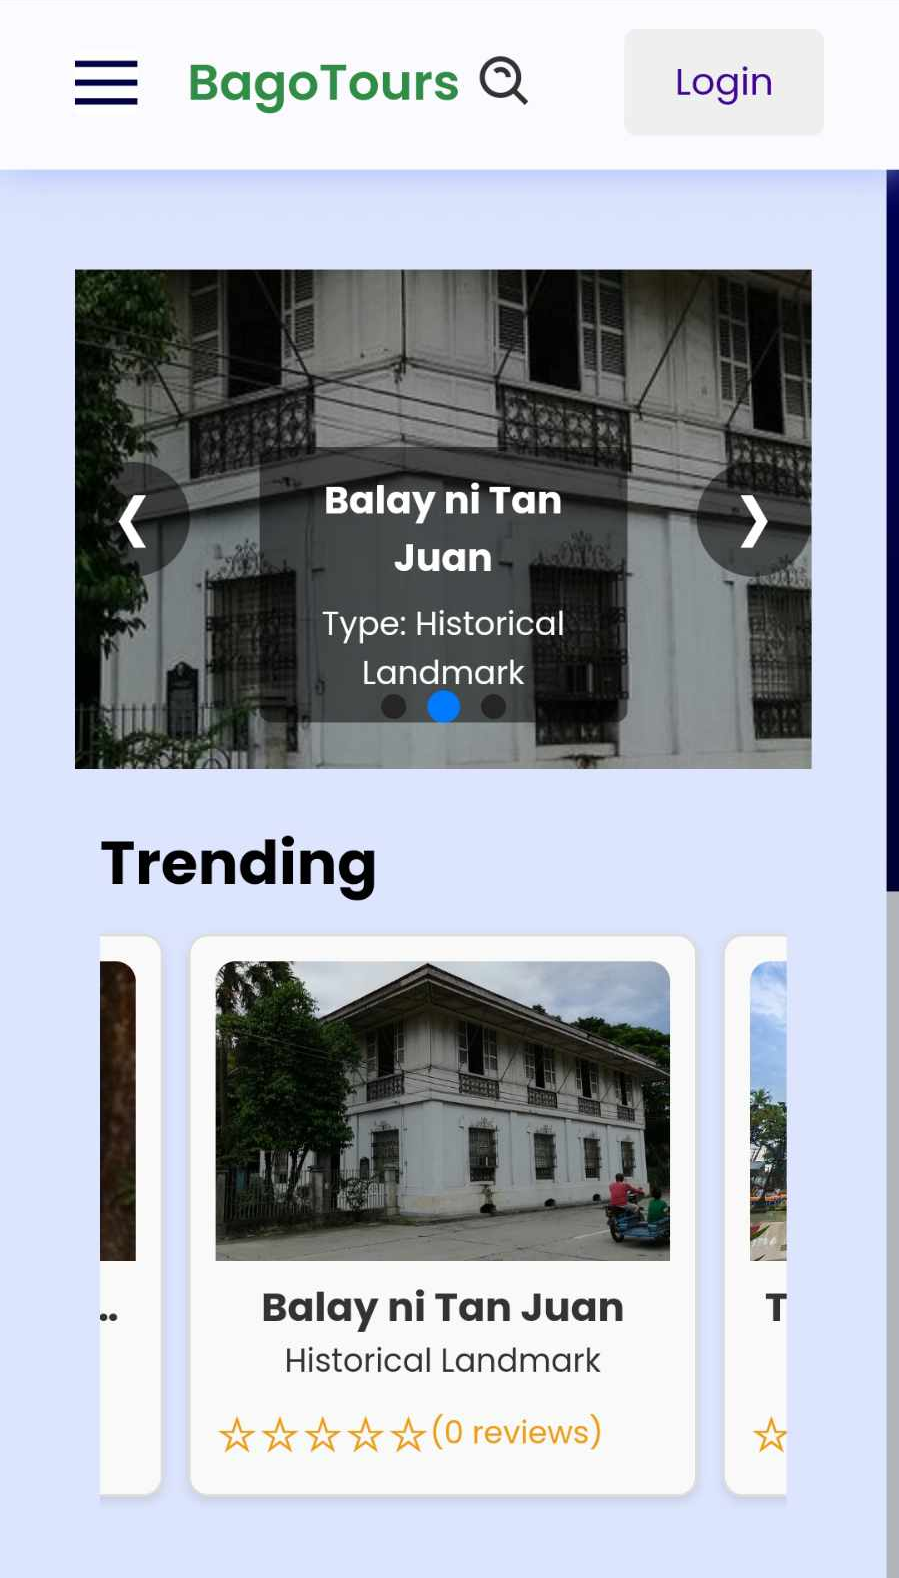 BagoTours
Login
Balay ni Tan
Juan
Type: Historical
Landmark
Trending
..
Balay ni Tan Juan
T
Historical Landmark
(0 reviews)